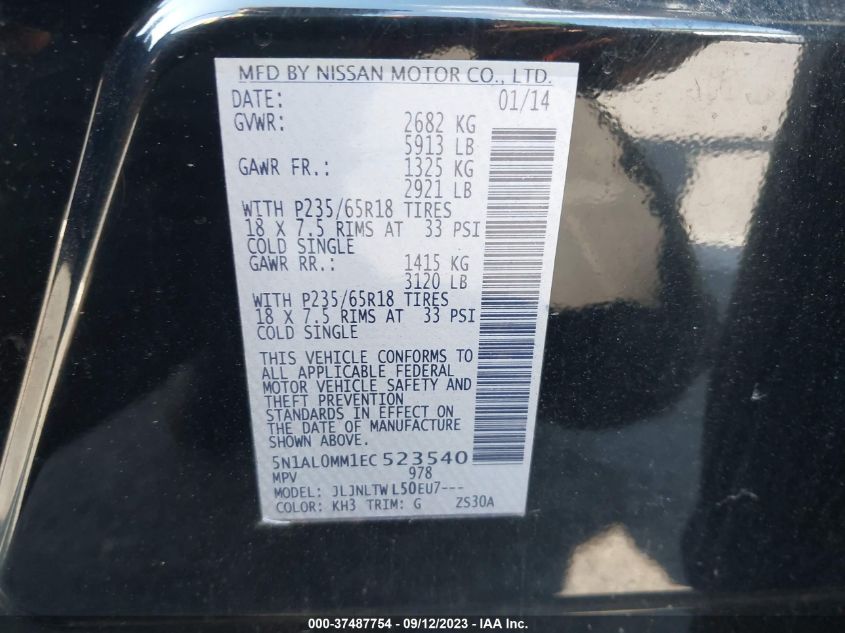 MFD BY NISSAN MOTOR CO., LTD.
DATE: 01/14
GVWR: 2682 KG
5913 LB
GAWR FR.: 1325 KG
2921 LB
WITH P235/65R18 TIRES
18 X 7.5 RIMS AT 33 PSI
COLD SINGLE
GAWR RR.: 1415 KG
3120 LB
WITH P235/65R18 TIRES
18 X 7.5 RIMS AT 33 PSI
COLD SINGLE
THIS VEHICLE CONFORMS TO
ALL APPLICABLE FEDERAL
MOTOR VEHICLE SAFETY AND
THEFT PREVENTION
STANDARDS IN EFFECT ON
THE DATE OF MANUFACTURE
SHOWN ABOVE.
5N1AL0MM1EC 523540
MPV 978
MODEL: JLJNLTW L50EU7---
COLOR: KH3 TRIM: G ZS30A
000-37487754 - 09/12/2023 - IAA Inc.